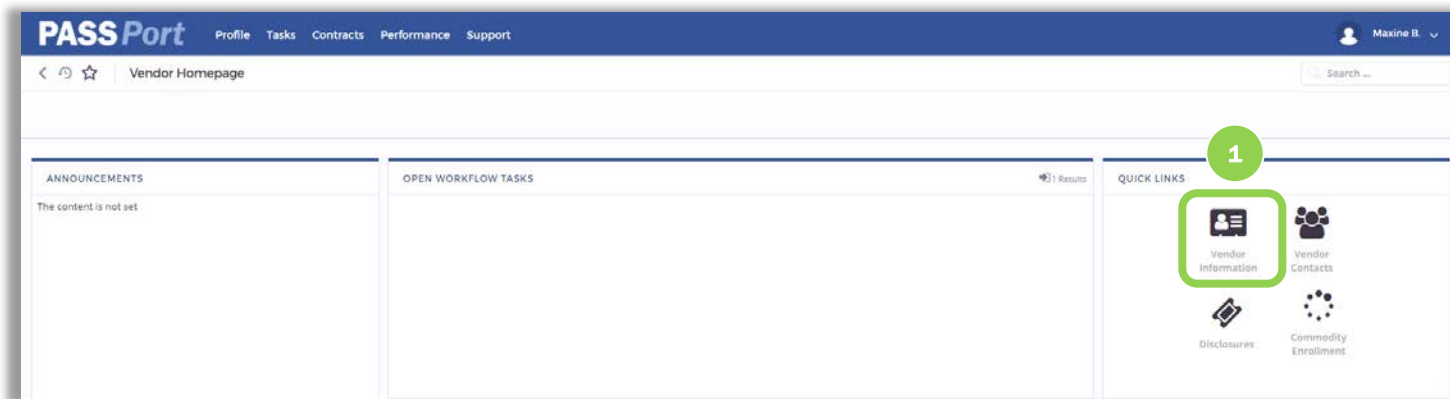 PASSPort Profile Tasks Contracts Performance Support Maxine B.
Vendor Homepage Search ...
1
ANNOUNCEMENTS
The content is not set
OPEN WORKFLOW TASKS 1 Results
QUICK LINKS
Vendor
Information
Vendor
Contacts
Disclosures
Commodity
Enrollment